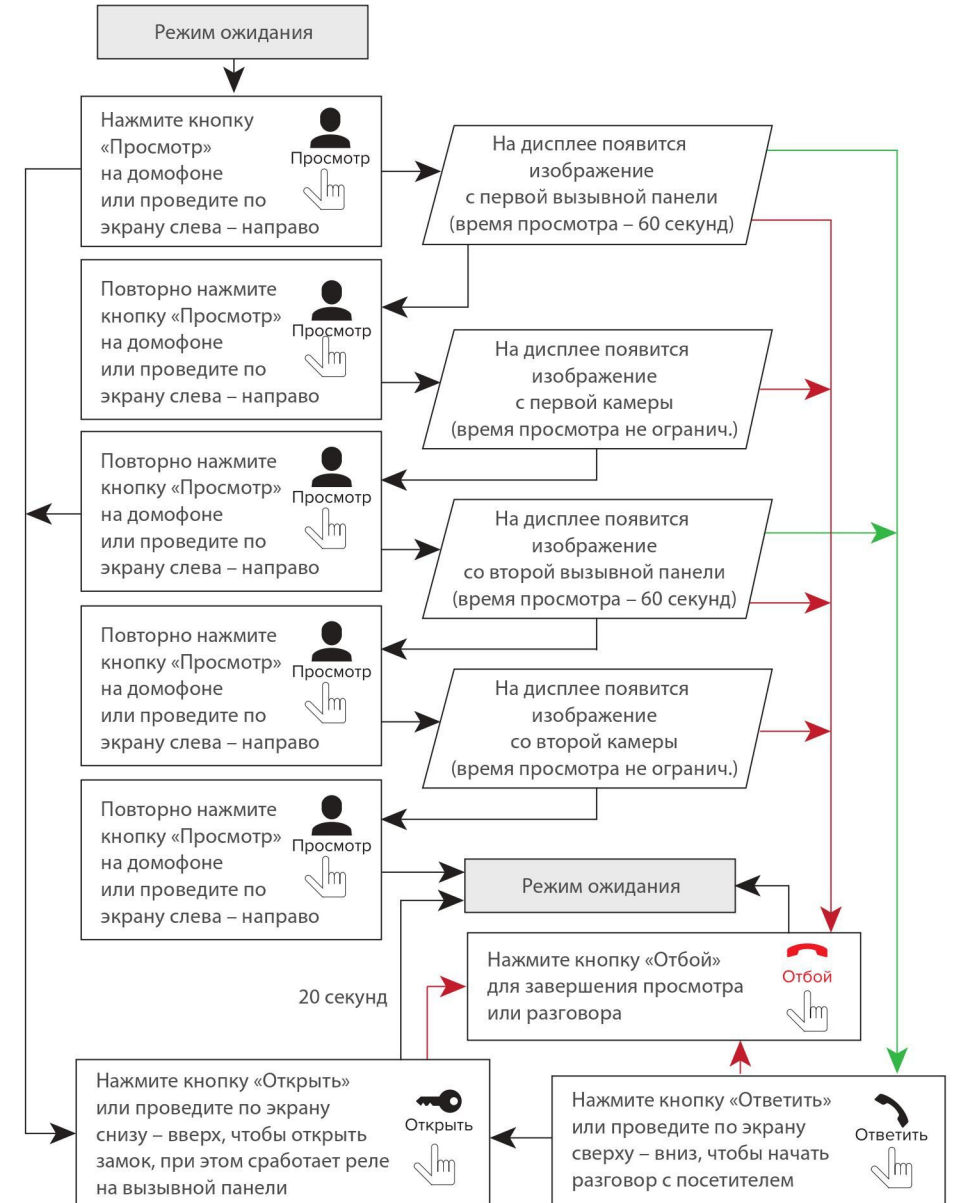 Режим ожидания
Нажмите кнопку
«Просмотр»
на домофоне
или проведите по
экрану слева – направо
Просмотр
На дисплее появится
изображение
с первой вызывной панели
(время просмотра – 60 секунд)
Повторно нажмите
кнопку «Просмотр»
на домофоне
или проведите по
экрану слева – направо
Просмотр
На дисплее появится
изображение
с первой камеры
(время просмотра не огранич.)
Повторно нажмите
кнопку «Просмотр»
на домофоне
или проведите по
экрану слева – направо
Просмотр
На дисплее появится
изображение
со второй вызывной панели
(время просмотра – 60 секунд)
Повторно нажмите
кнопку «Просмотр»
на домофоне
или проведите по
экрану слева – направо
Просмотр
На дисплее появится
изображение
со второй камеры
(время просмотра не огранич.)
Повторно нажмите
кнопку «Просмотр»
на домофоне
или проведите по
экрану слева – направо
Просмотр
Режим ожидания
Нажмите кнопку «Отбой»
для завершения просмотра
или разговора
Отбой
20 секунд
Нажмите кнопку «Открыть»
или проведите по экрану
снизу – вверх, чтобы открыть
замок, при этом сработает реле
на вызывной панели
Открыть
Нажмите кнопку «Ответить»
или проведите по экрану
сверху – вниз, чтобы начать
разговор с посетителем
Ответить